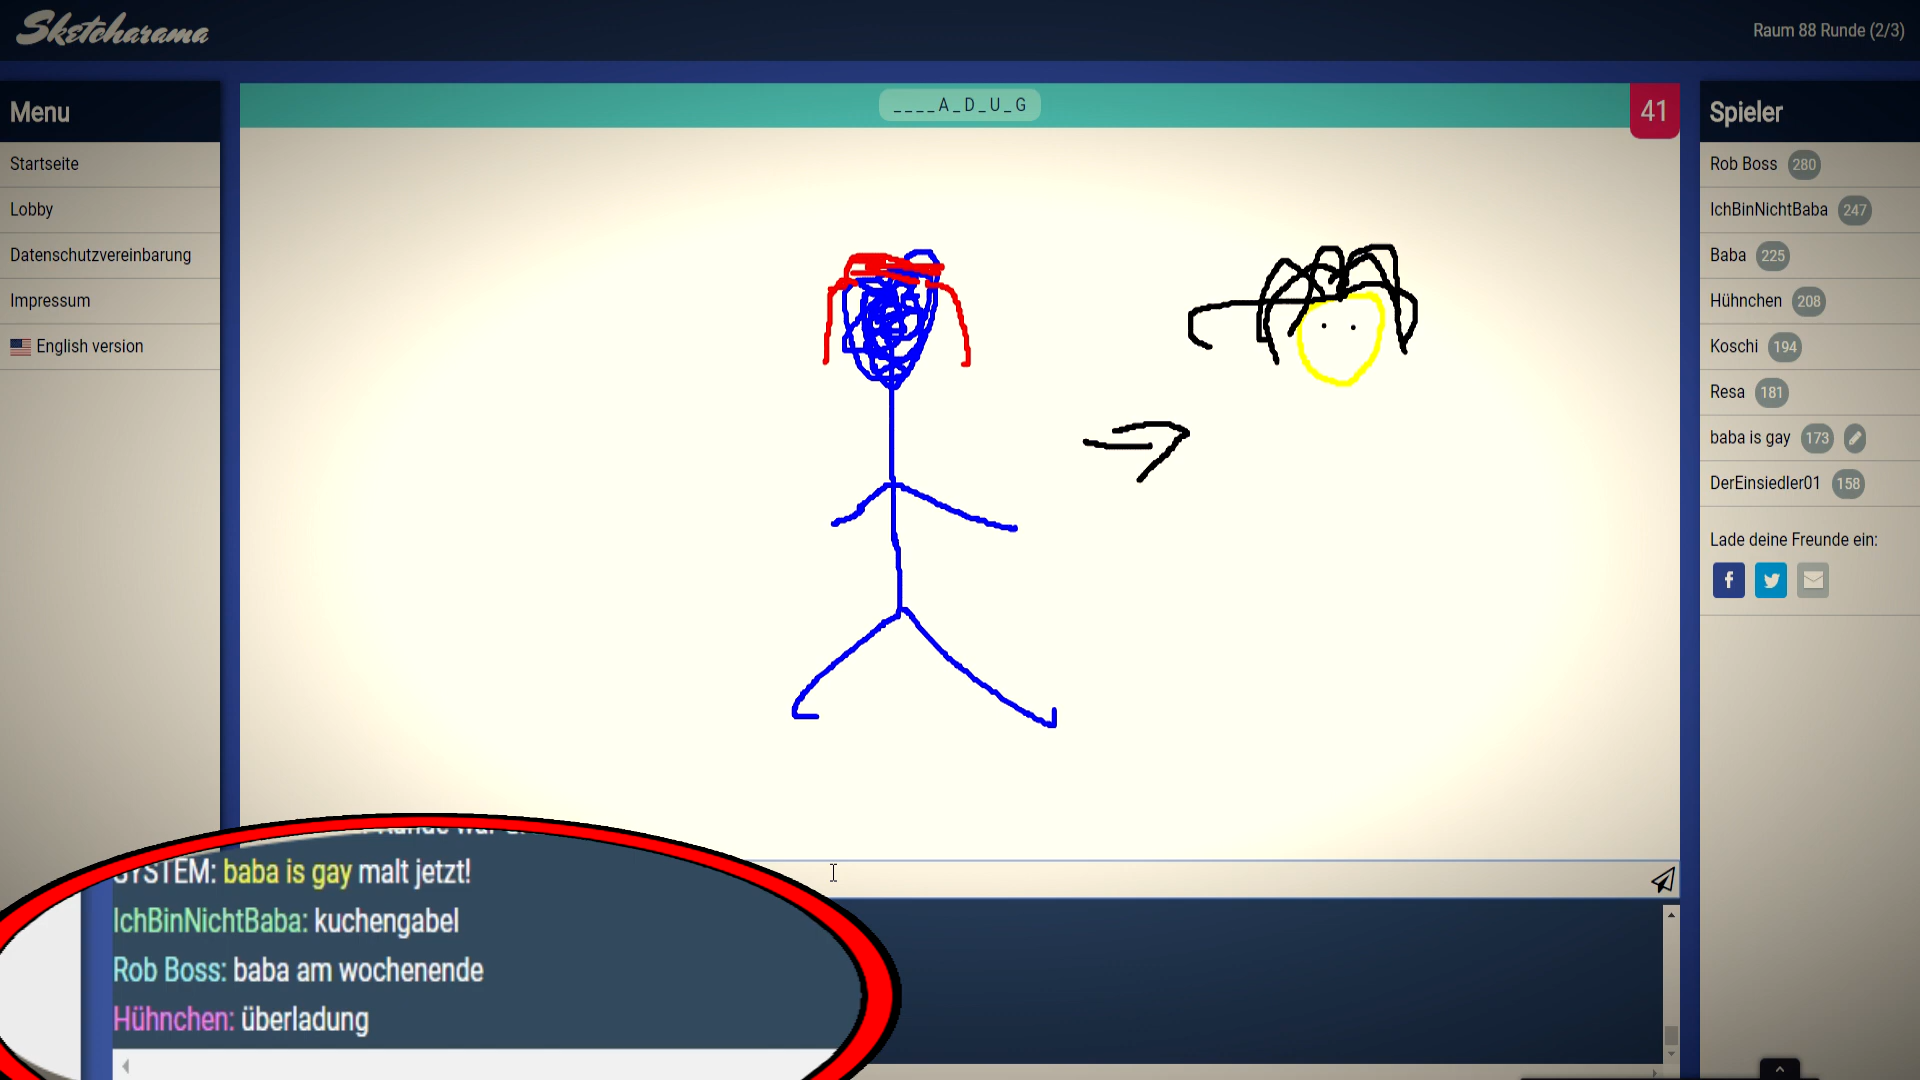 Sketcharama
Raum 88 Runde (2/3)
Menu
Startseite
Lobby
Datenschutzvereinbarung
Impressum
English version
_ _ _ _ A _ D _ U _ G
41
Spieler
Rob Boss 280
IchBinNichtBaba 247
Baba 225
Hühnchen 208
Koschi 194
Resa 181
baba is gay 173
DerEinsiedler01 158
Lade deine Freunde ein:
SYSTEM: baba is gay malt jetzt!
IchBinNichtBaba: kuchengabel
Rob Boss: baba am wochenende
Hühnchen: überladung